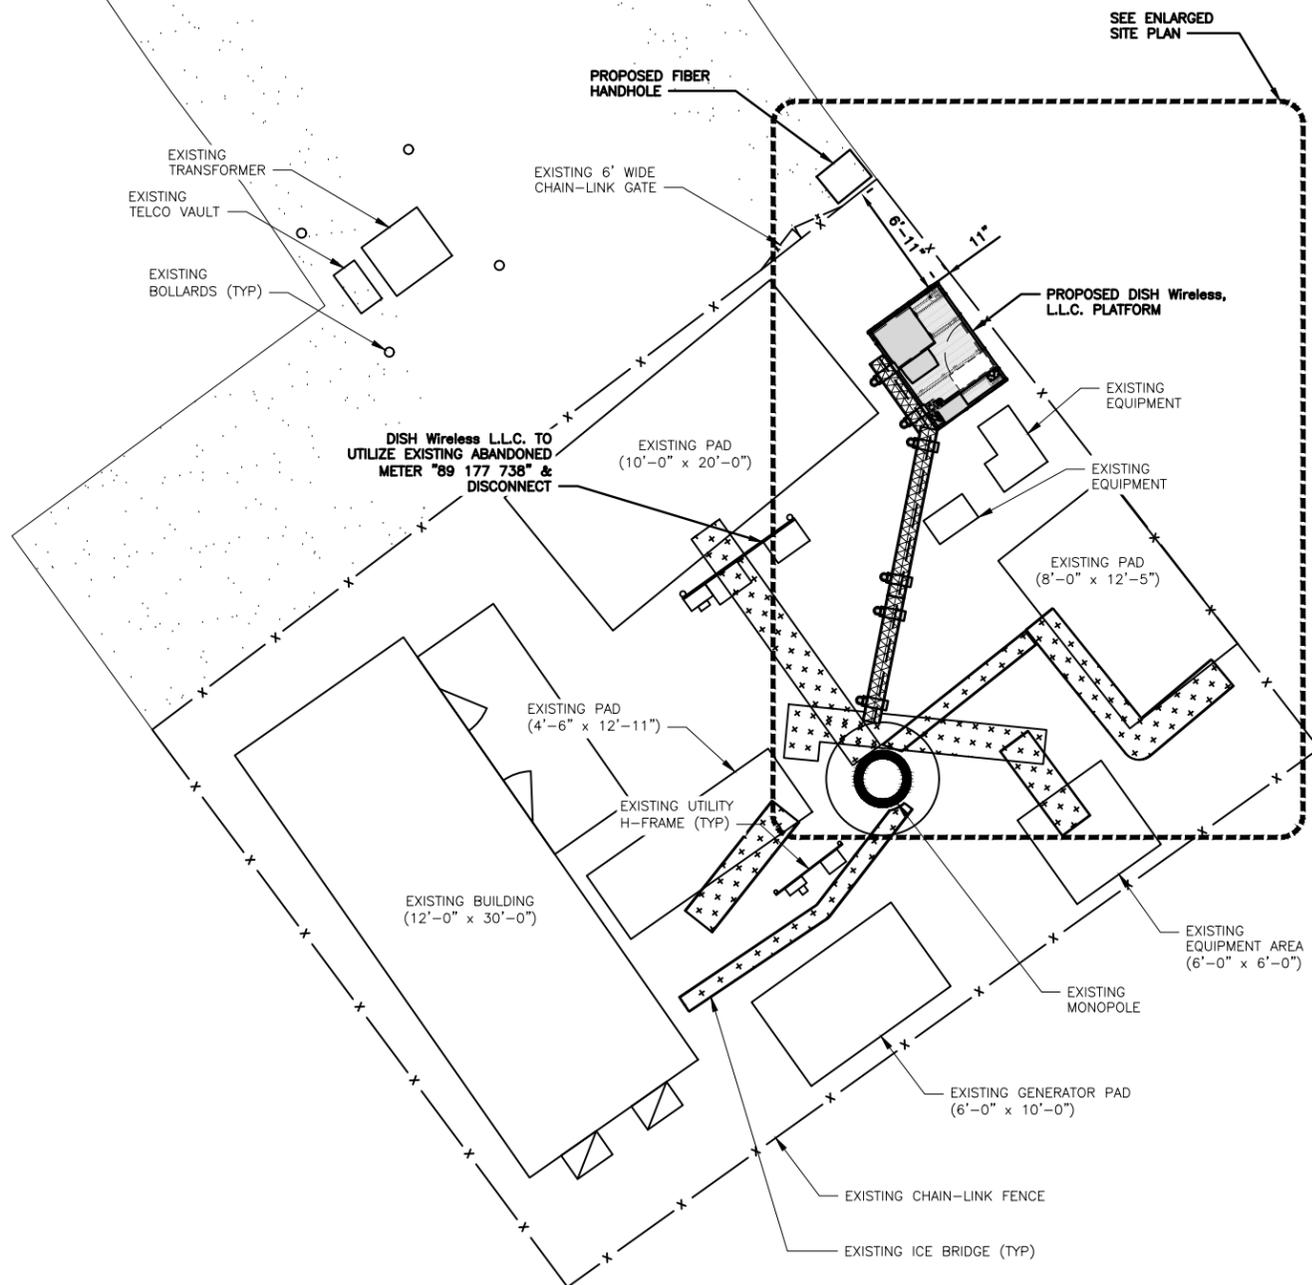 SEE ENLARGED
SITE PLAN
PROPOSED FIBER
HANDHOLE
EXISTING
TRANSFORMER
EXISTING 6' WIDE
CHAIN-LINK GATE
EXISTING
TELCO VAULT
EXISTING
BOLLARDS (TYP)
6'-11"
11"
PROPOSED DISH Wireless,
L.L.C. PLATFORM
EXISTING
EQUIPMENT
DISH Wireless L.L.C. TO
UTILIZE EXISTING ABANDONED
METER "89 177 738" &
DISCONNECT
EXISTING PAD
(10'-0" x 20'-0")
EXISTING
EQUIPMENT
EXISTING PAD
(8'-0" x 12'-5")
EXISTING PAD
(4'-6" x 12'-11")
EXISTING UTILITY
H-FRAME (TYP)
EXISTING BUILDING
(12'-0" x 30'-0")
EXISTING
EQUIPMENT AREA
(6'-0" x 6'-0")
EXISTING
MONOPOLE
EXISTING GENERATOR PAD
(6'-0" x 10'-0")
EXISTING CHAIN-LINK FENCE
EXISTING ICE BRIDGE (TYP)